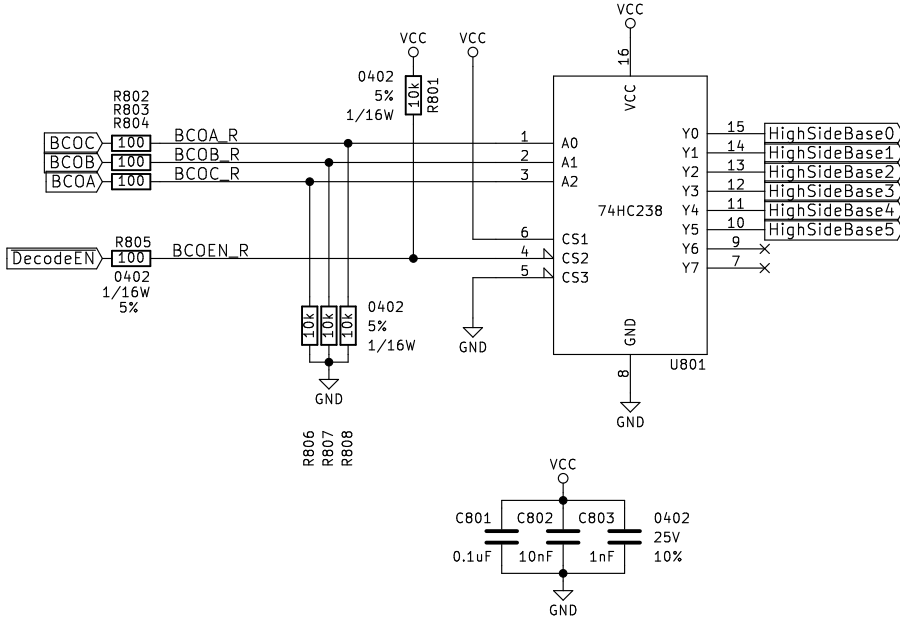 VCC
VCC
VCC
16
VCC
0402
5%
1/16W
10k
R801
R802
R803
R804
BCOC
100
BCOA_R
1
A0
BCOB
100
BCOB_R
2
A1
BCOA
100
BCOC_R
3
A2
74HC238
Y0
15
HighSideBase0
Y1
14
HighSideBase1
Y2
13
HighSideBase2
Y3
12
HighSideBase3
Y4
11
HighSideBase4
Y5
10
HighSideBase5
Y6
9
Y7
7
6
CS1
4
CS2
5
CS3
R805
DecodeEN
100
BCOEN_R
0402
1/16W
5%
10k
10k
10k
0402
5%
1/16W
GND
R806
R807
R808
GND
GND
U801
8
GND
VCC
C801
C802
C803
0402
25V
10%
0.1uF
10nF
1nF
GND